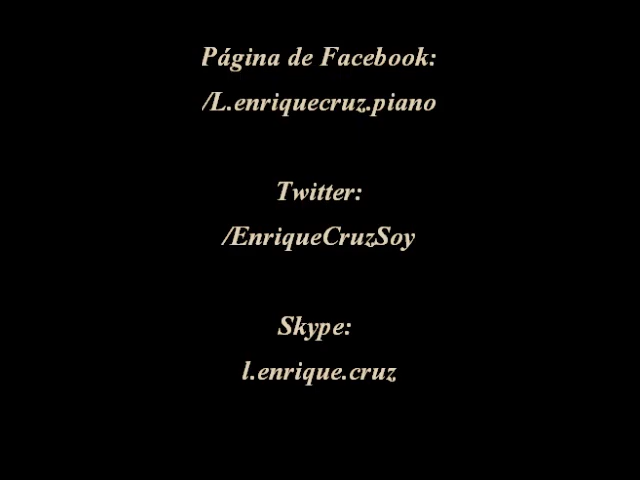 Página de Facebook:
/L.enriquecruz.piano
Twitter:
/EnriqueCruzSoy
Skype:
l.enrique.cruz